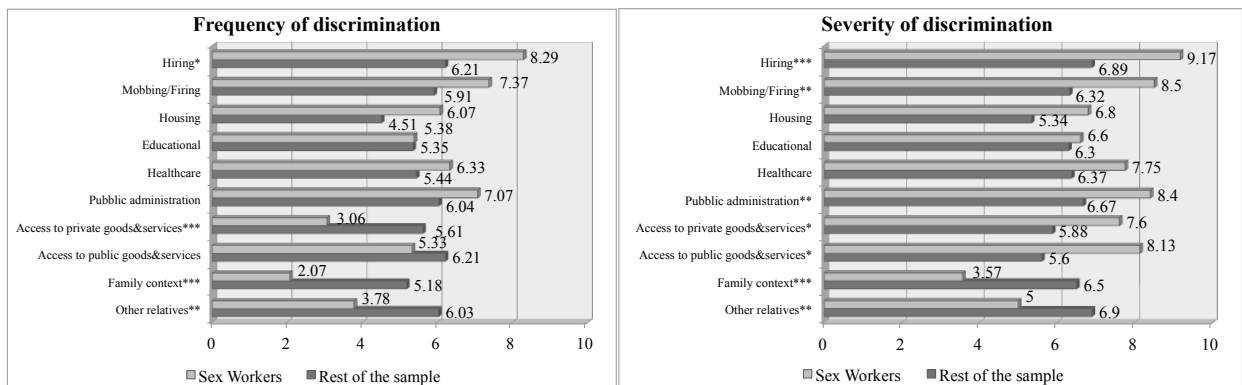 Frequency of discrimination
Hiring*
8.29
6.21
Mobbing/Firing
7.37
5.91
Housing
6.07
4.51
Educational
5.38
5.35
Healthcare
6.33
5.44
Pubblic administration
7.07
6.04
Access to private goods&services***
3.06
5.61
Access to public goods&services
5.33
6.21
Family context***
2.07
5.18
Other relatives**
3.78
6.03
0 2 4 6 8 10
Sex Workers Rest of the sample
Severity of discrimination
Hiring***
9.17
6.89
Mobbing/Firing**
8.5
6.32
Housing
6.8
5.34
Educational
6.6
6.3
Healthcare
7.75
6.37
Pubblic administration**
8.4
6.67
Access to private goods&services*
7.6
5.88
Access to public goods&services*
8.13
5.6
Family context***
3.57
6.5
Other relatives**
5
6.9
0 2 4 6 8 10
Sex Workers Rest of the sample